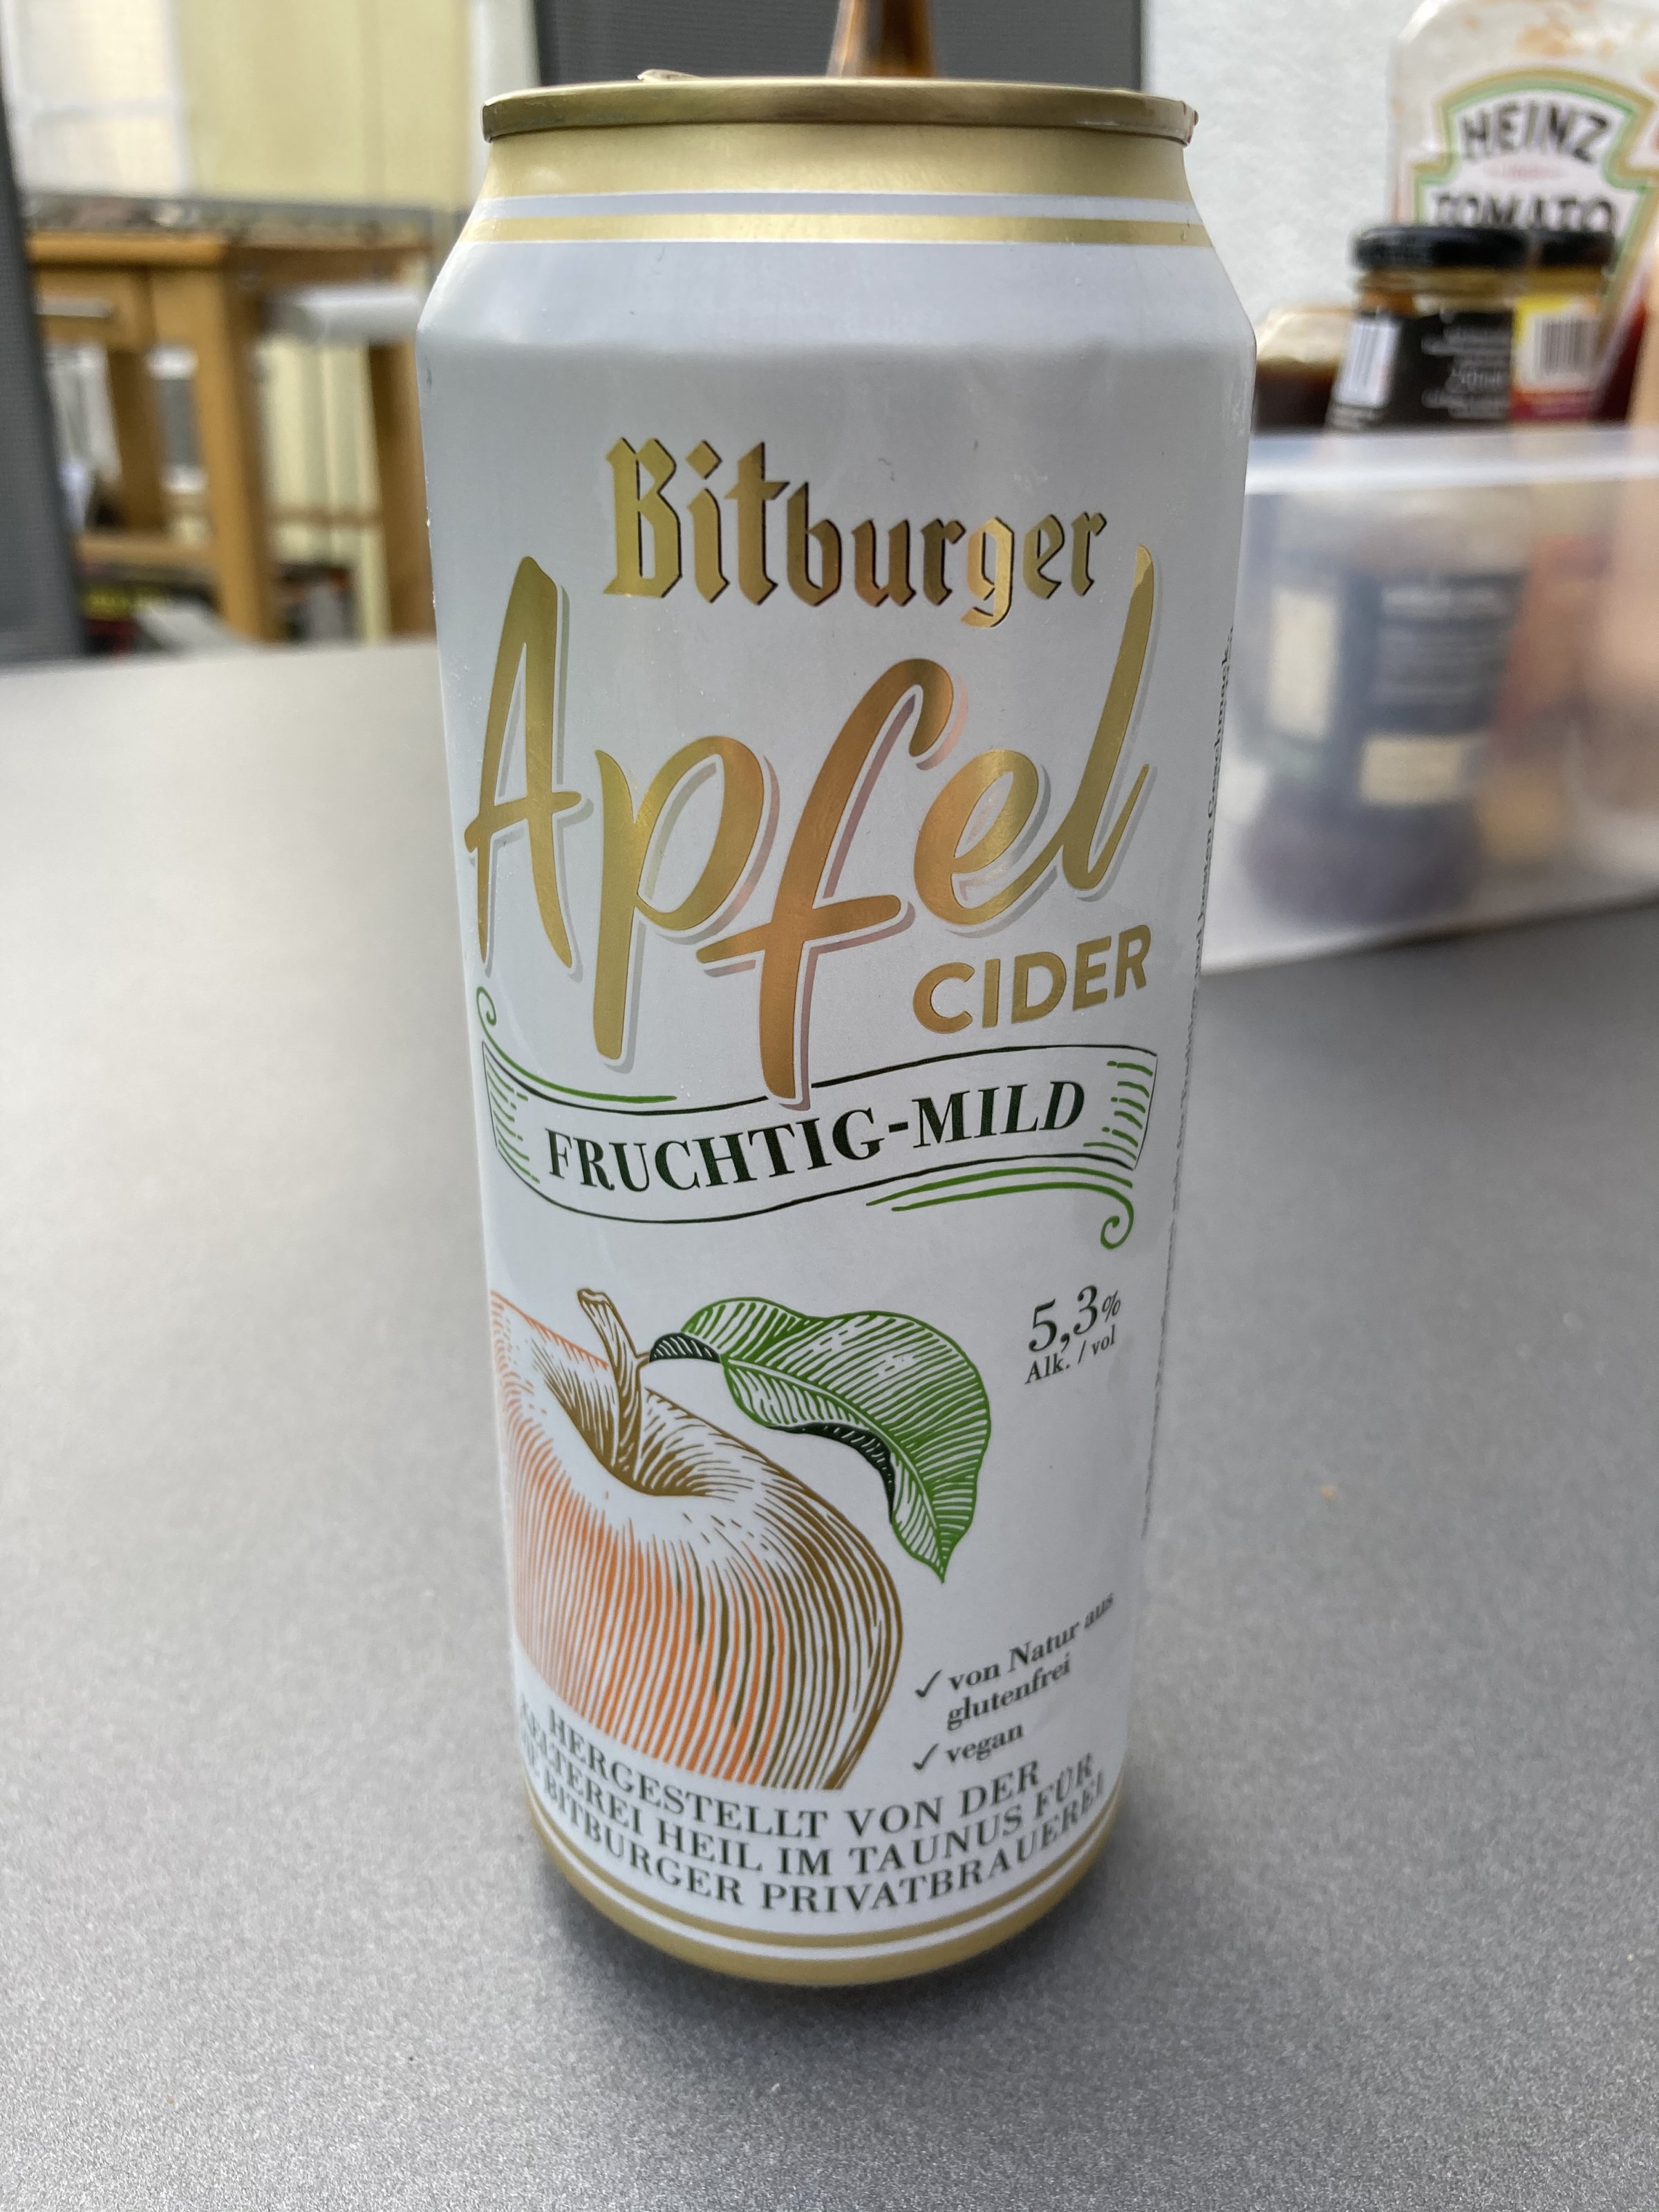 HEINZ
TOMATO
Bitburger
Apfel
CIDER
FRUCHTIG-MILD
5,3%
Alk. / vol
✓ von Natur aus
glutenfrei
✓ vegan
HERGESTELLT VON DER
KELTEREI HEIL IM TAUNUS FÜR
BITBURGER PRIVATBRAUEREI